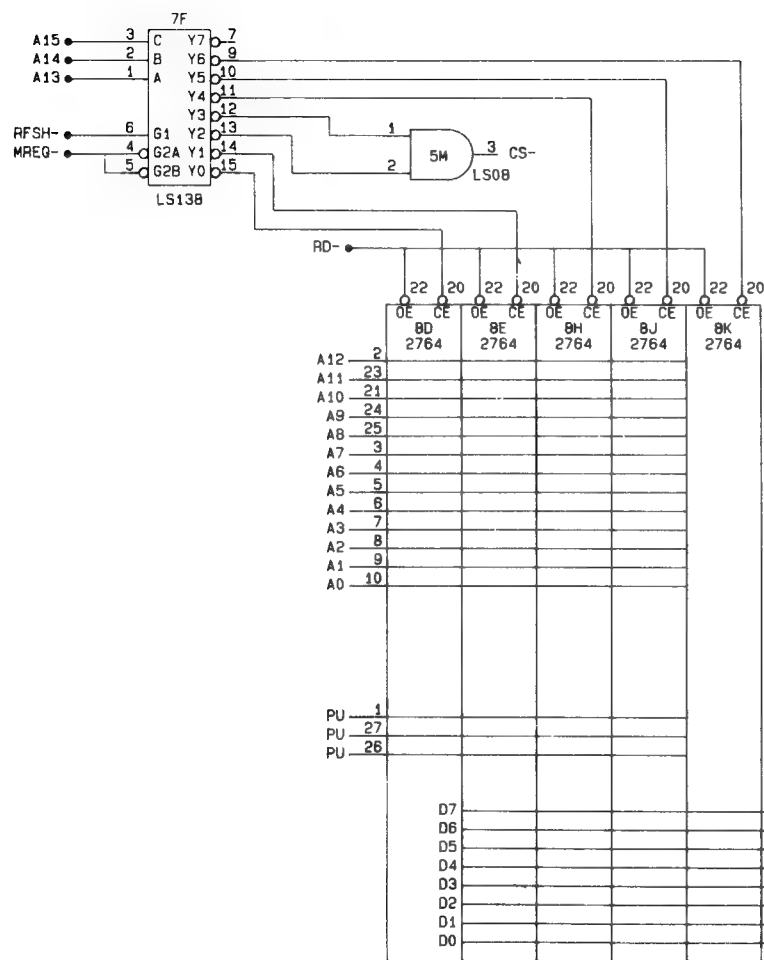 7F
A15 3 C Y7 7
A14 2 B Y6 9
A13 1 A Y5 10
Y4 11
Y3 12
RFSH- 6 G1 Y2 13
MREQ- 4 G2A Y1 14
5 G2B Y0 15
LS138
1
2
5M
3 CS-
LS08
RD-
22 20 22 20 22 20 22 20 22 20
OE CE OE CE OE CE OE CE OE CE
8D 8E 8H 8J 8K
2764 2764 2764 2764 2764
A12 2
A11 23
A10 21
A9 24
A8 25
A7 3
A6 4
A5 5
A4 6
A3 7
A2 8
A1 9
A0 10
PU 1
PU 27
PU 26
D7
D6
D5
D4
D3
D2
D1
D0